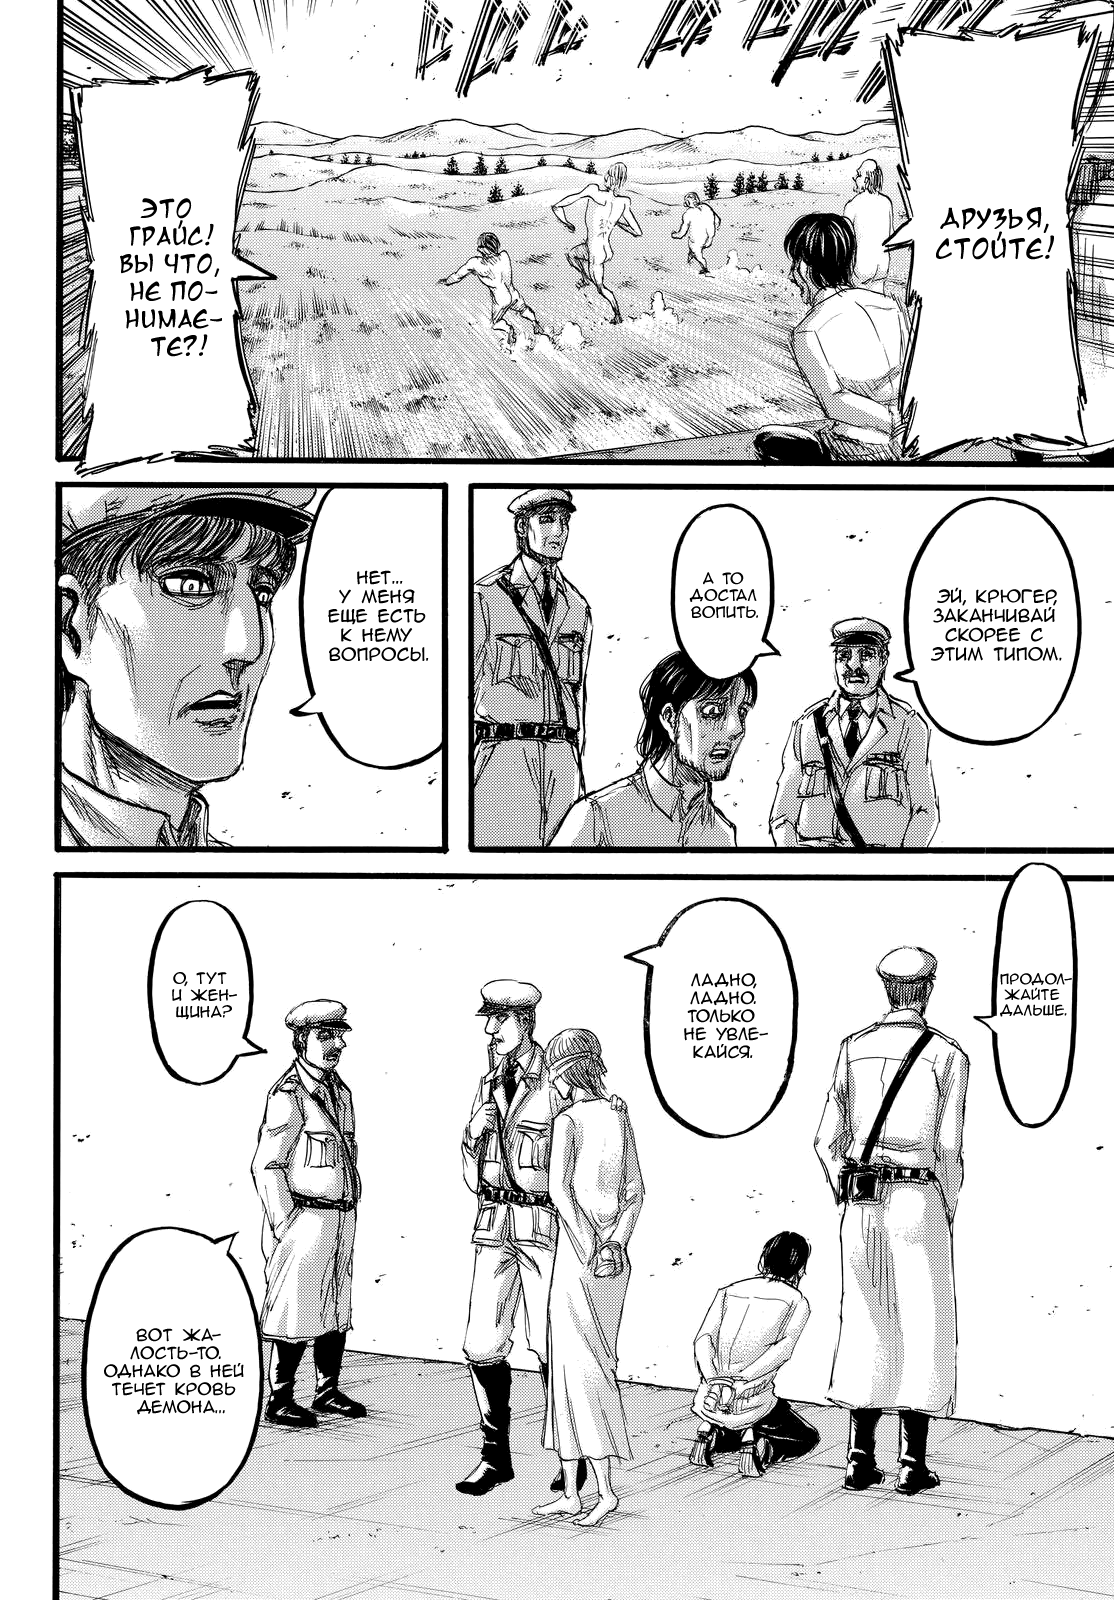 ДРУЗЬЯ,
СТОЙТЕ!
ЭТО
ГРАЙС!
ВЫ ЧТО,
НЕ ПО-
НИМАЕ-
ТЕ?!
ЭЙ, КРЮГЕР,
ЗАКАНЧИВАЙ
СКОРЕЕ С
ЭТИМ ТИПОМ.
А ТО
ДОСТАЛ
ВОПИТЬ.
НЕТ...
У МЕНЯ
ЕЩЕ ЕСТЬ
К НЕМУ
ВОПРОСЫ.
ПРОДОЛ-
ЖАЙТЕ
ДАЛЬШЕ.
ЛАДНО,
ЛАДНО.
ТОЛЬКО
НЕ УВЛЕ-
КАЙСЯ.
О, ТУТ
И ЖЕН-
ЩИНА?
ВОТ ЖА-
ЛОСТЬ-ТО.
ОДНАКО В НЕЙ
ТЕЧЕТ КРОВЬ
ДЕМОНА...